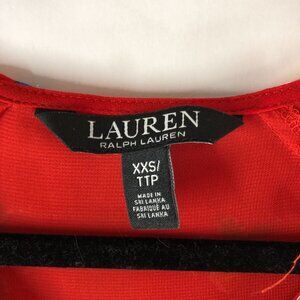 LAUREN
RALPH LAUREN
XXS/
TTP
MADE IN
SRI LANKA
FABRIQUÉ AU
SRI LANKA